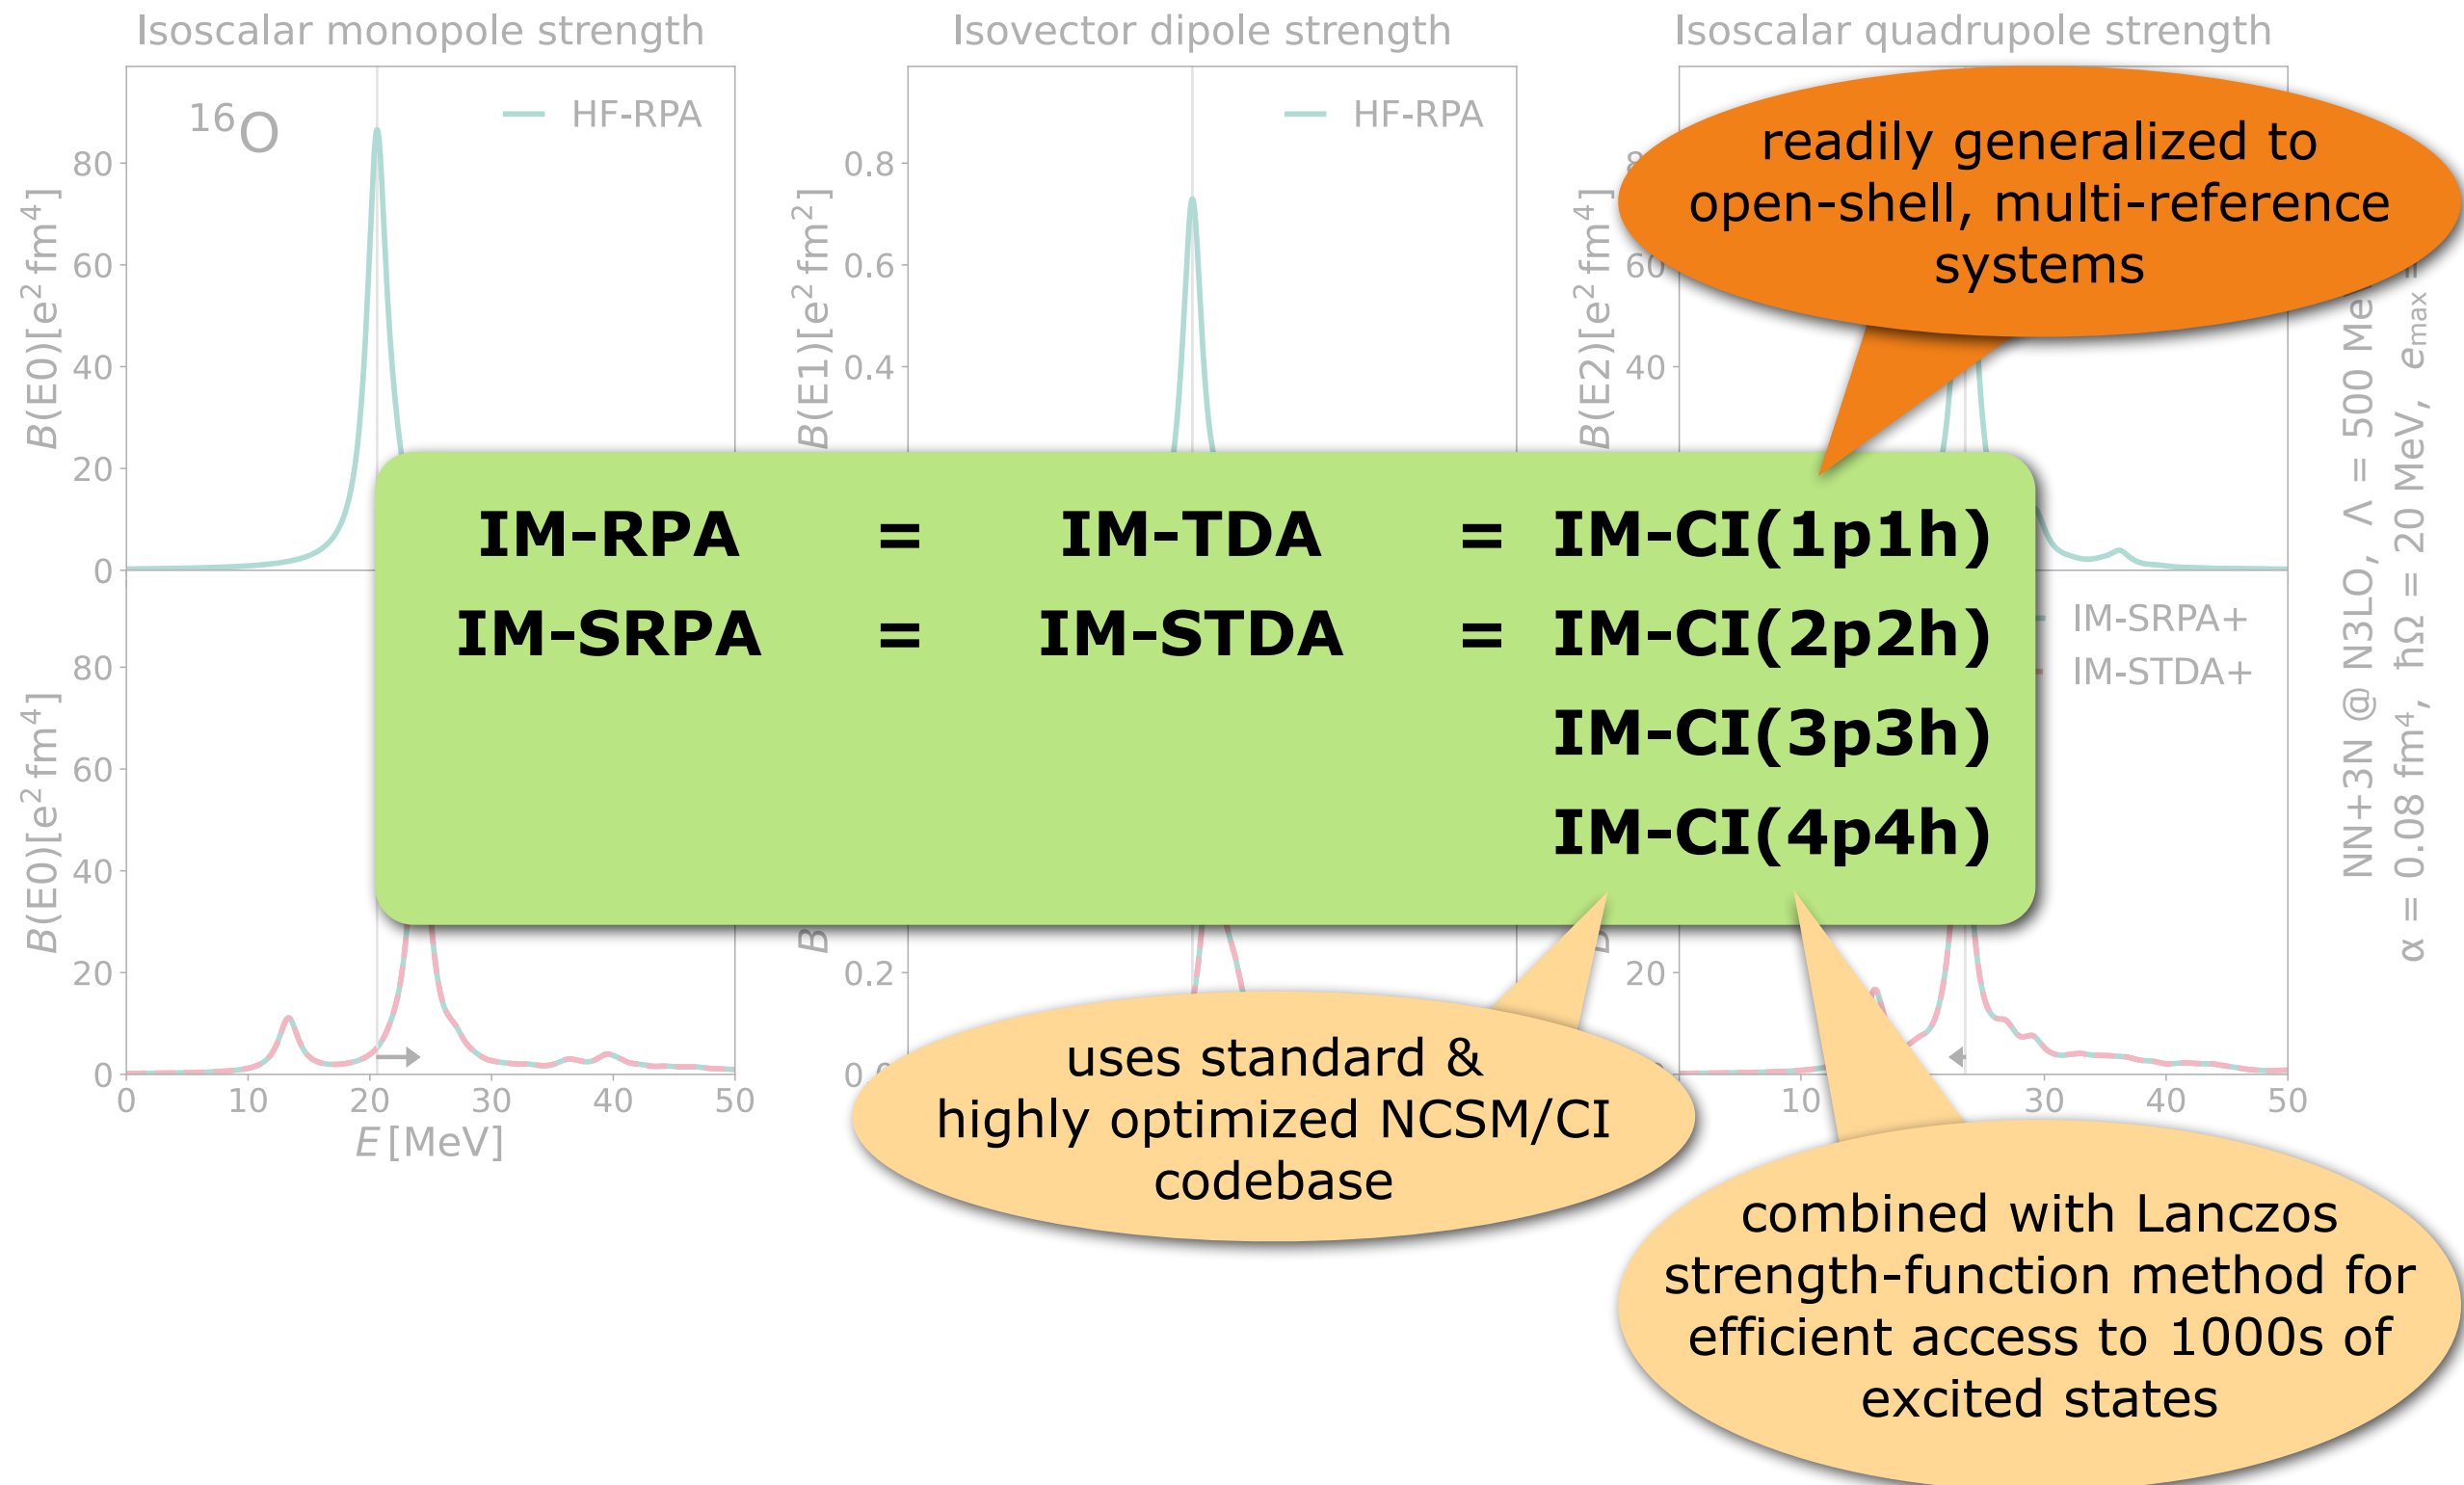 Isoscalar monopole strength
Isovector dipole strength
Isoscalar quadrupole strength
¹⁶O
HF-RPA
HF-RPA
80
60
40
20
0
B(E0)[e² fm⁴]
0.8
0.6
0.4
B(E1)[e² fm²]
60
40
B(E2)[e² fm⁴]
readily generalized to
open-shell, multi-reference
systems
IM-RPA = IM-TDA = IM-CI(1p1h)
IM-SRPA = IM-STDA = IM-CI(2p2h)
IM-CI(3p3h)
IM-CI(4p4h)
IM-SRPA+
IM-STDA+
80
60
40
20
0
B(E0)[e² fm⁴]
0.2
20
0 10 20 30 40 50
E [MeV]
10 30 40 50
uses standard &
highly optimized NCSM/CI
codebase
combined with Lanczos
strength-function method for
efficient access to 1000s of
excited states
NN+3N @ N3LO, Λ = 500
α = 0.08 fm⁴, ħΩ = 20 MeV, eₘₐₓ =